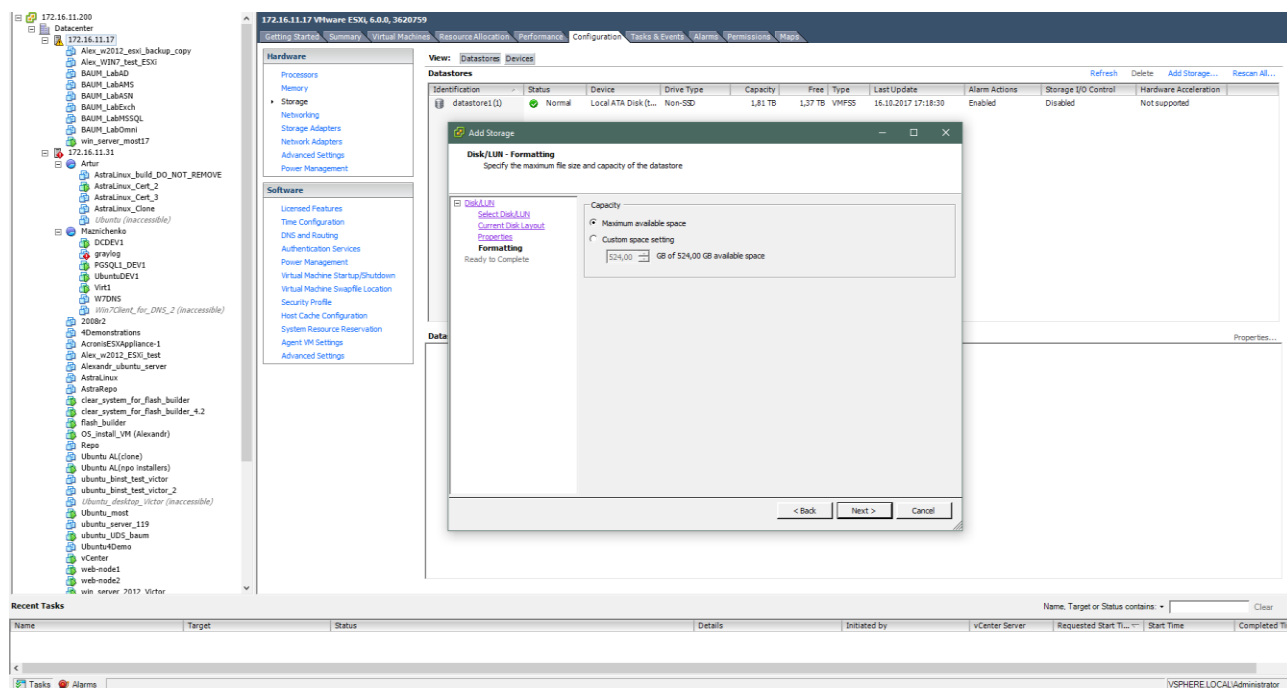 172.16.11.200
Datacenter
172.16.11.17
Alex_w2012_esxi_backup_copy
Alex_WIN7_test_ESXi
BAUM_LabAD
BAUM_LabAMS
BAUM_LabASN
BAUM_LabExch
BAUM_LabMSSQL
BAUM_LabOmni
win_server_most17
172.16.11.31
Artur
AstraLinux_build_DO_NOT_REMOVE
AstraLinux_Cert_2
AstraLinux_Cert_3
AstraLinux_Clone
Ubuntu (inaccessible)
Maznichenko
DCDEV1
graylog
PGSQL1_DEV1
UbuntuDEV1
Virt1
W7DNS
Win7Client_for_DNS_2 (inaccessible)
2008r2
4Demonstrations
AcronisESXAppliance-1
Alex_w2012_ESXi_test
Alexandr_ubuntu_server
AstraLinux
AstraRepo
clear_system_for_flash_builder
clear_system_for_flash_builder_4.2
flash_builder
OS_install_VM (Alexandr)
Repo
Ubuntu AL(clone)
Ubuntu AL(npo installers)
ubuntu_binst_test_victor
ubuntu_binst_test_victor_2
Ubuntu_desktop_Victor (inaccessible)
Ubuntu_most
ubuntu_server_119
ubuntu_UDS_baum
Ubuntu4Demo
vCenter
web-node1
web-node2
win_server_2012_Victor
172.16.11.17 VMware ESXi, 6.0.0, 3620759
Getting Started Summary Virtual Machines Resource Allocation Performance Configuration Tasks & Events Alarms Permissions Maps
Hardware
Processors
Memory
Storage
Networking
Storage Adapters
Network Adapters
Advanced Settings
Power Management
Software
Licensed Features
Time Configuration
DNS and Routing
Authentication Services
Power Management
Virtual Machine Startup/Shutdown
Virtual Machine Swapfile Location
Security Profile
Host Cache Configuration
System Resource Reservation
Agent VM Settings
Advanced Settings
View: Datastores Devices
Datastores Refresh Delete Add Storage... Rescan All...
Identification Status Device Drive Type Capacity Free Type Last Update Alarm Actions Storage I/O Control Hardware Acceleration
datastore1 (1) Normal Local ATA Disk (t... Non-SSD 1,81 TB 1,37 TB VMFS5 16.10.2017 17:18:30 Enabled Disabled Not supported
Add Storage
Disk/LUN - Formatting
Specify the maximum file size and capacity of the datastore
Disk/LUN
Select Disk/LUN
Current Disk Layout
Properties
Formatting
Ready to Complete
Capacity
Maximum available space
Custom space setting
524,00 GB of 524,00 GB available space
< Back Next > Cancel
Data Properties...
Recent Tasks Name, Target or Status contains: Clear
Name Target Status Details Initiated by vCenter Server Requested Start Ti... Start Time Completed Ti
Tasks Alarms VSPHERE.LOCAL\Administrator